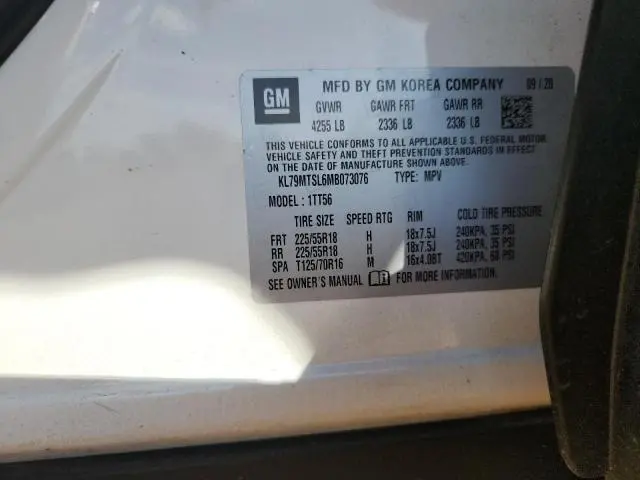 GM
MFD BY GM KOREA COMPANY 09 / 20
GVWR GAWR FRT GAWR RR
4255 LB 2336 LB 2336 LB
THIS VEHICLE CONFORMS TO ALL APPLICABLE U.S. FEDERAL MOTOR
VEHICLE SAFETY AND THEFT PREVENTION STANDARDS IN EFFECT
ON THE DATE OF MANUFACTURE SHOWN ABOVE.
KL79MTSL6MB073076 TYPE: MPV
MODEL : 1TT56
TIRE SIZE SPEED RTG RIM COLD TIRE PRESSURE
FRT 225/55R18 H 18x7.5J 240KPA, 35 PSI
RR 225/55R18 H 18x7.5J 240KPA, 35 PSI
SPA T125/70R16 M 16x4.0BT 420KPA, 60 PSI
SEE OWNER'S MANUAL FOR MORE INFORMATION.